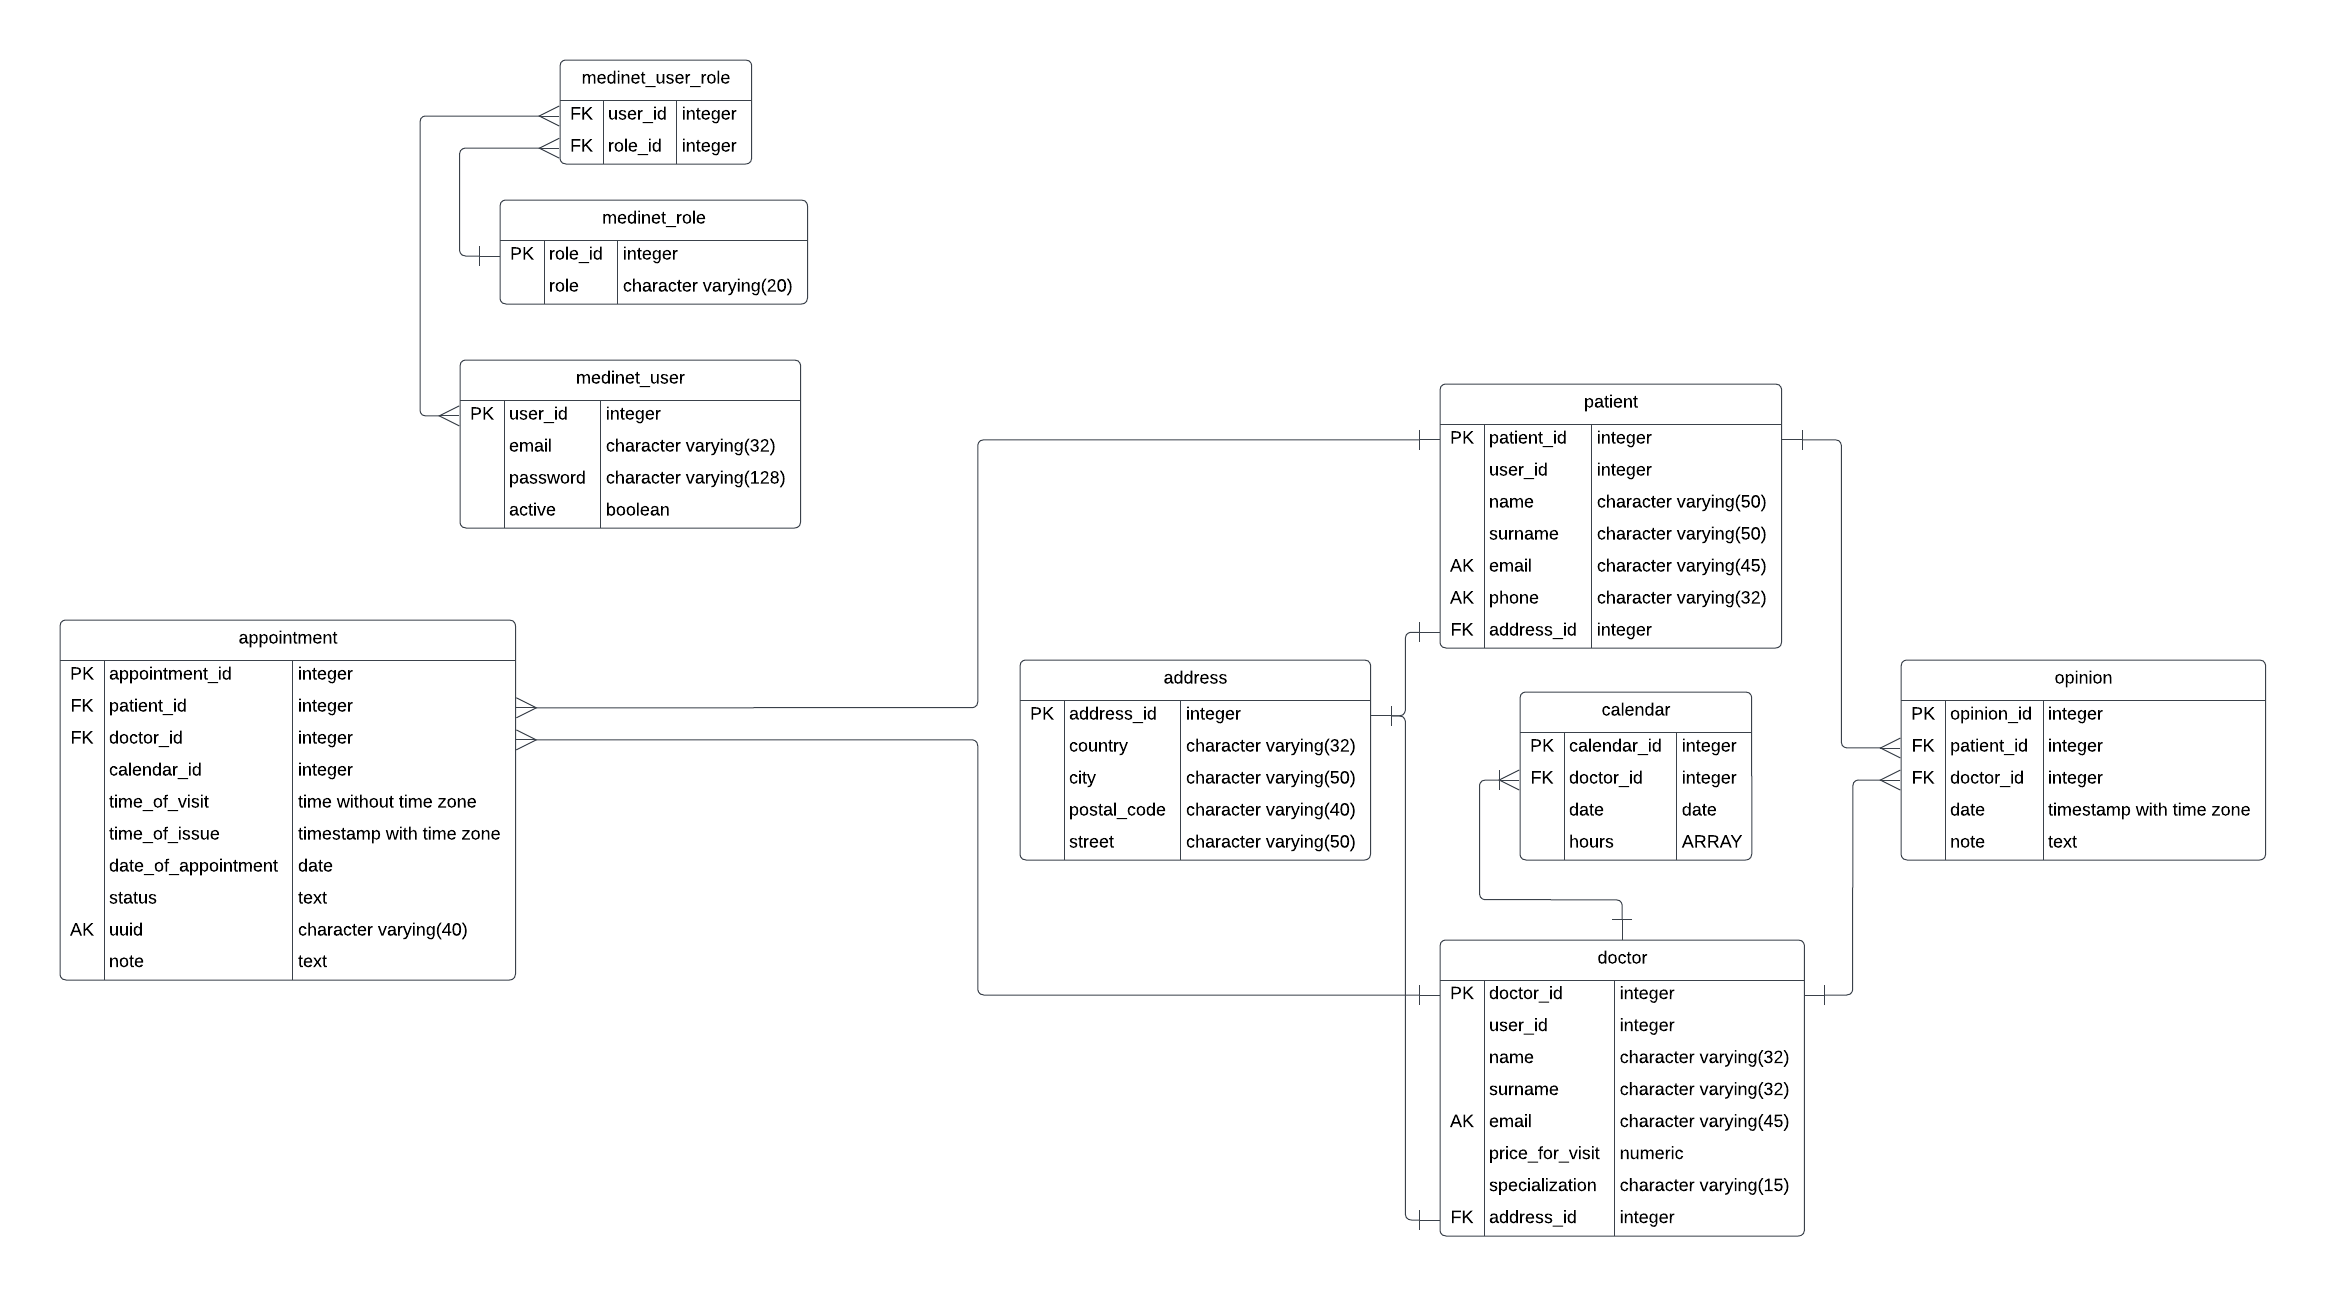 medinet_user_role
FK user_id integer
FK role_id integer
medinet_role
PK role_id integer
role character varying(20)
medinet_user
PK user_id integer
email character varying(32)
password character varying(128)
active boolean
patient
PK patient_id integer
user_id integer
name character varying(50)
surname character varying(50)
AK email character varying(45)
AK phone character varying(32)
FK address_id integer
appointment
PK appointment_id integer
FK patient_id integer
FK doctor_id integer
calendar_id integer
time_of_visit time without time zone
time_of_issue timestamp with time zone
date_of_appointment date
status text
AK uuid character varying(40)
note text
address
PK address_id integer
country character varying(32)
city character varying(50)
postal_code character varying(40)
street character varying(50)
calendar
PK calendar_id integer
FK doctor_id integer
date date
hours ARRAY
opinion
PK opinion_id integer
FK patient_id integer
FK doctor_id integer
date timestamp with time zone
note text
doctor
PK doctor_id integer
user_id integer
name character varying(32)
surname character varying(32)
AK email character varying(45)
price_for_visit numeric
specialization character varying(15)
FK address_id integer